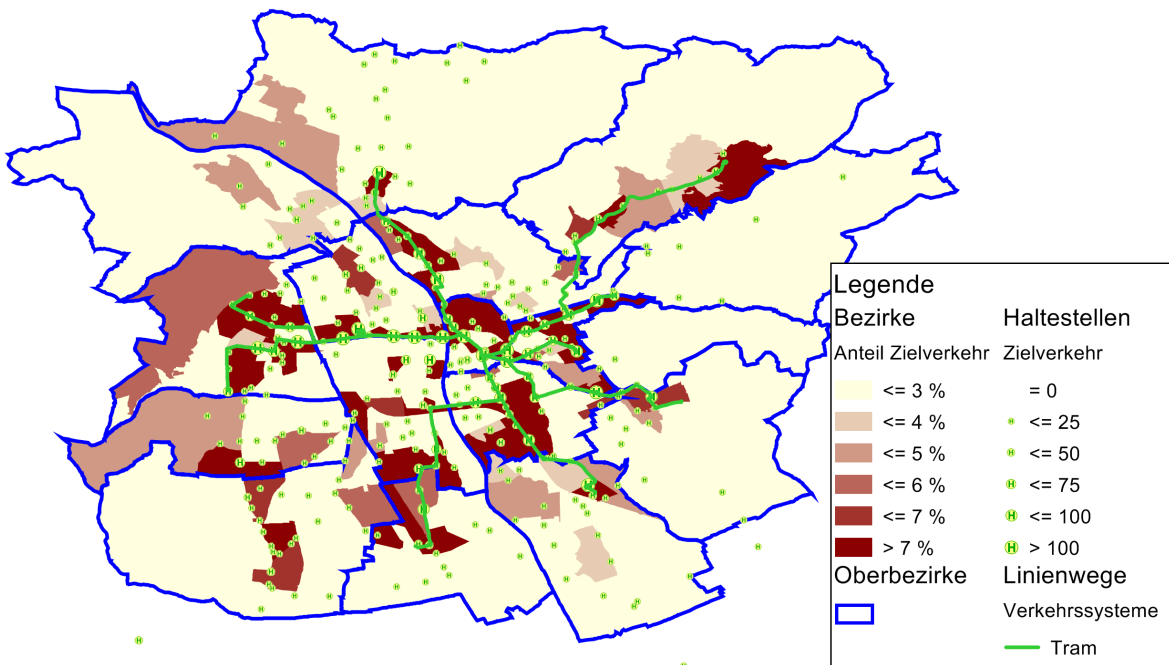 Legende
Bezirke
Anteil Zielverkehr
<= 3 %
<= 4 %
<= 5 %
<= 6 %
<= 7 %
> 7 %
Oberbezirke
Haltestellen
Zielverkehr
= 0
H <= 25
H <= 50
H <= 75
H <= 100
H > 100
Linienwege
Verkehrssysteme
Tram